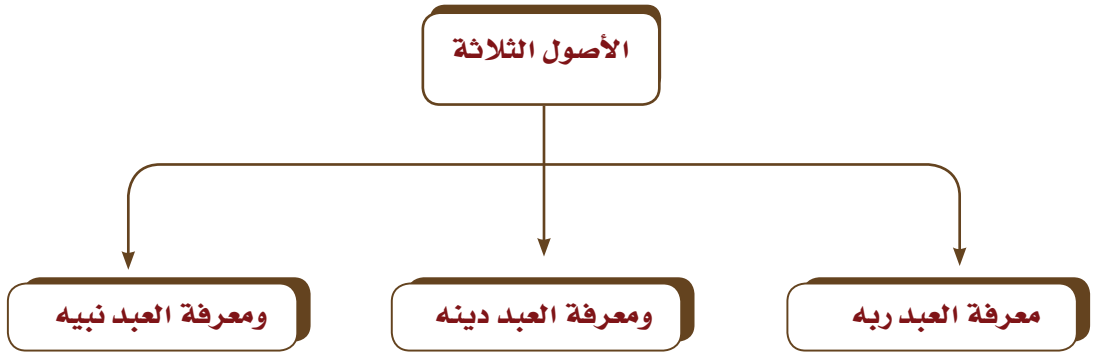 الأصول الثلاثة
معرفة العبد ربه
ومعرفة العبد دينه
ومعرفة العبد نبيه